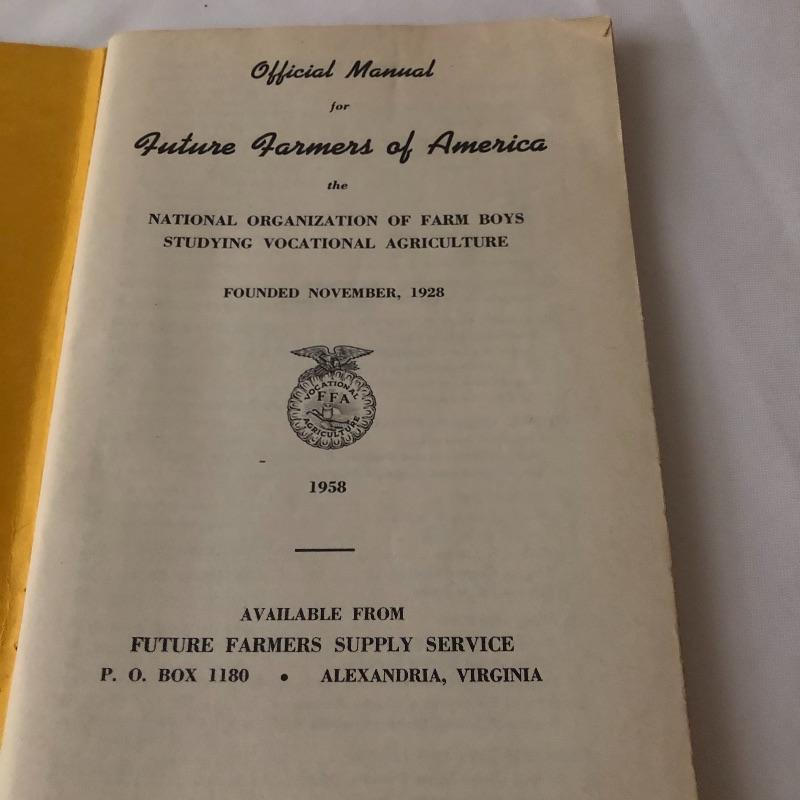 Official Manual
for
Future Farmers of America
the
NATIONAL ORGANIZATION OF FARM BOYS
STUDYING VOCATIONAL AGRICULTURE
FOUNDED NOVEMBER, 1928
VOCATIONAL
FFA
AGRICULTURE
1958
AVAILABLE FROM
FUTURE FARMERS SUPPLY SERVICE
P. O. BOX 1180 • ALEXANDRIA, VIRGINIA